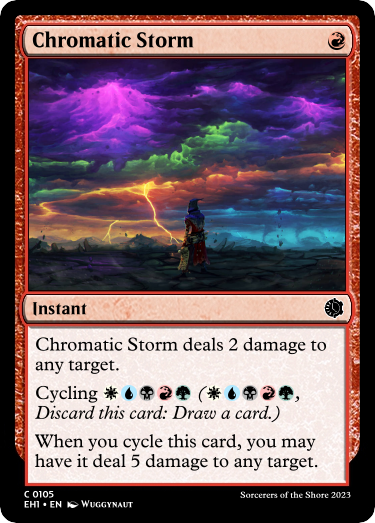 Chromatic Storm
Instant
Chromatic Storm deals 2 damage to
any target.
Cycling (,
Discard this card: Draw a card.)
When you cycle this card, you may
have it deal 5 damage to any target.
C 0105
EH1 • EN Wuggynaut
Sorcerers of the Shore 2023